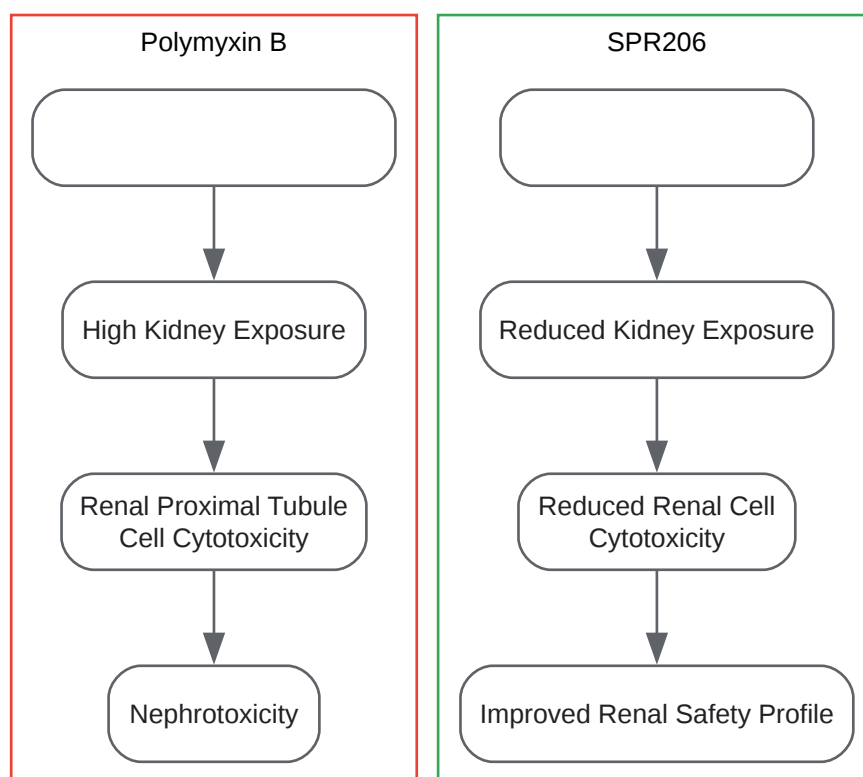 Polymyxin B
High Kidney Exposure
Renal Proximal Tubule
Cell Cytotoxicity
Nephrotoxicity
SPR206
Reduced Kidney Exposure
Reduced Renal Cell
Cytotoxicity
Improved Renal Safety Profile